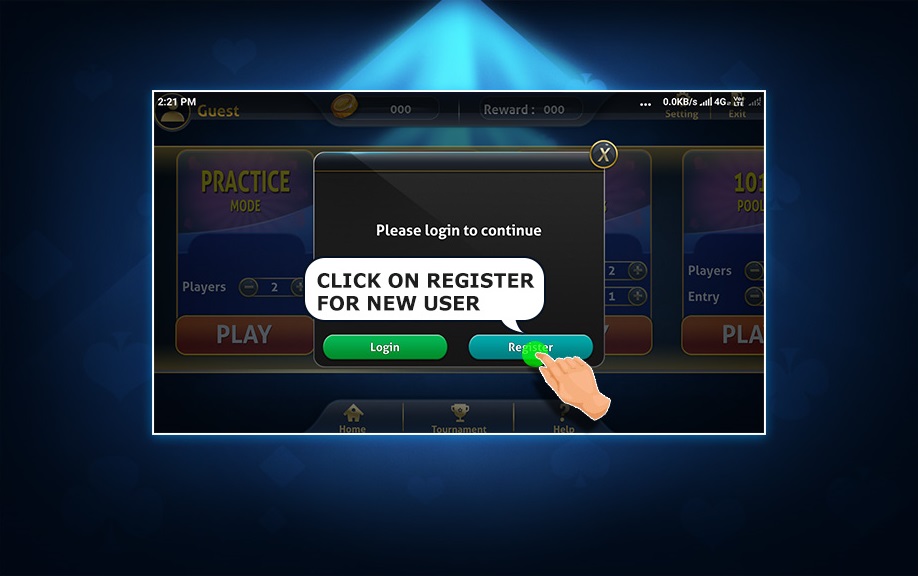 2:21 PM
0.0KB/s 4G
Guest
000
Reward : 000
Setting
Exit
PRACTICE
MODE
101
POOL
Please login to continue
Players
2
2
Players
1
Entry
CLICK ON REGISTER
FOR NEW USER
PLAY
Login
Register
Home
Tournament
Help